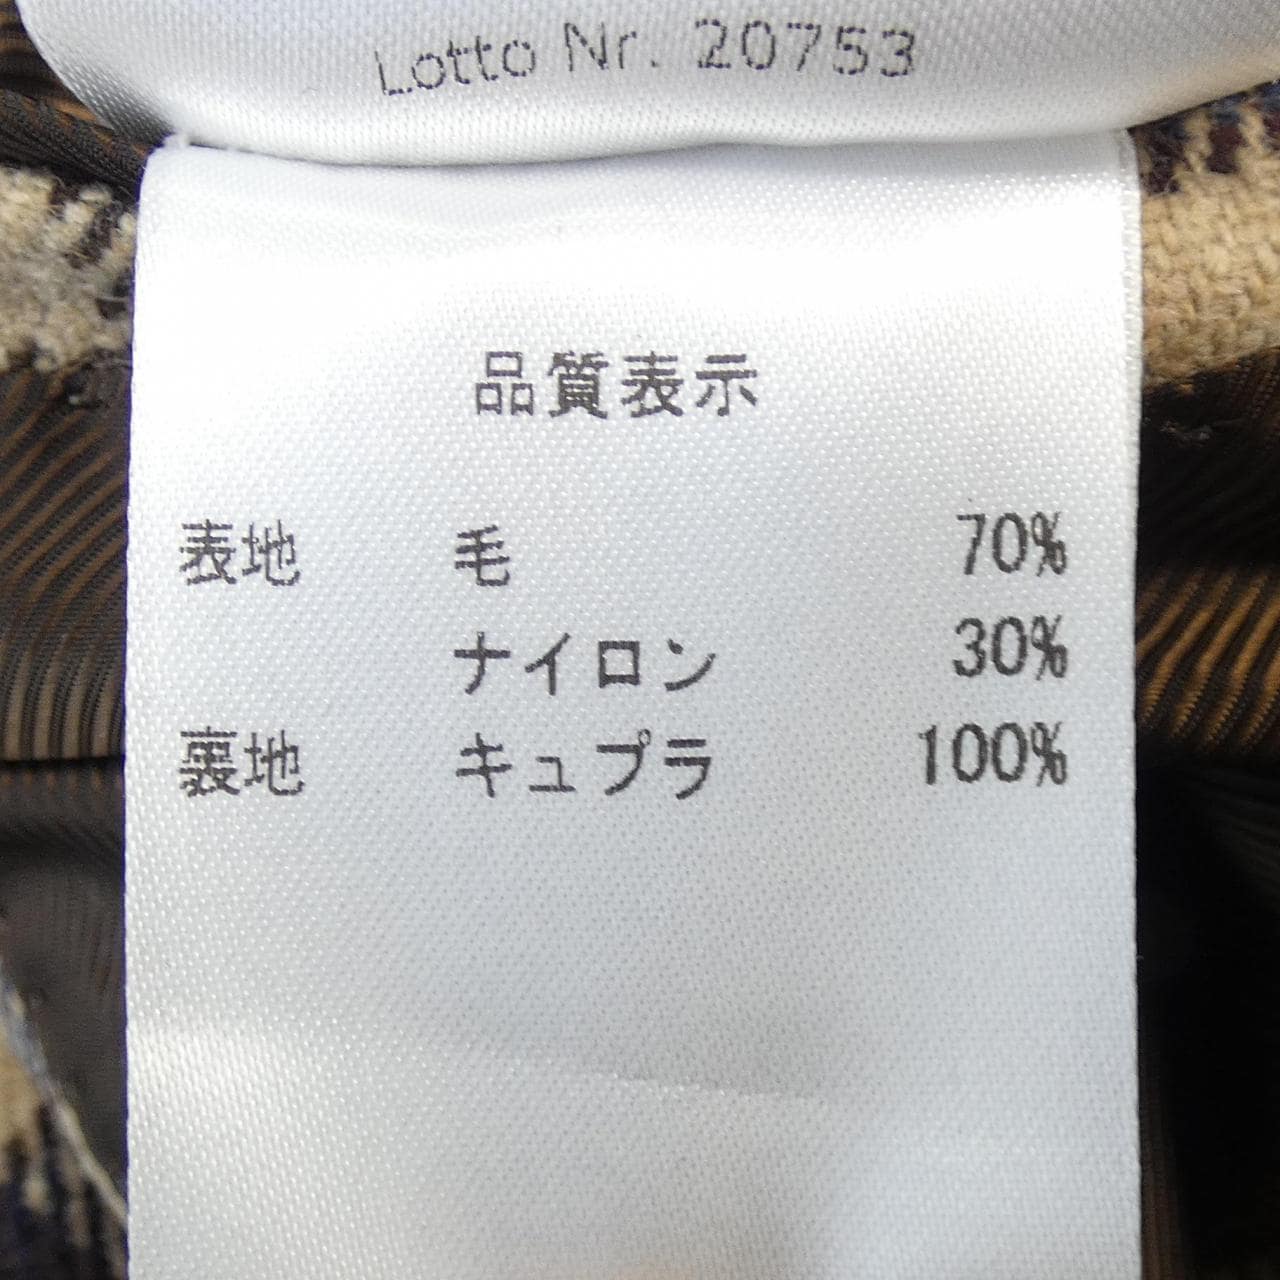 Lotto Nr. 20753
品質表示
表地 毛 70%
ナイロン 30%
裏地 キュプラ 100%